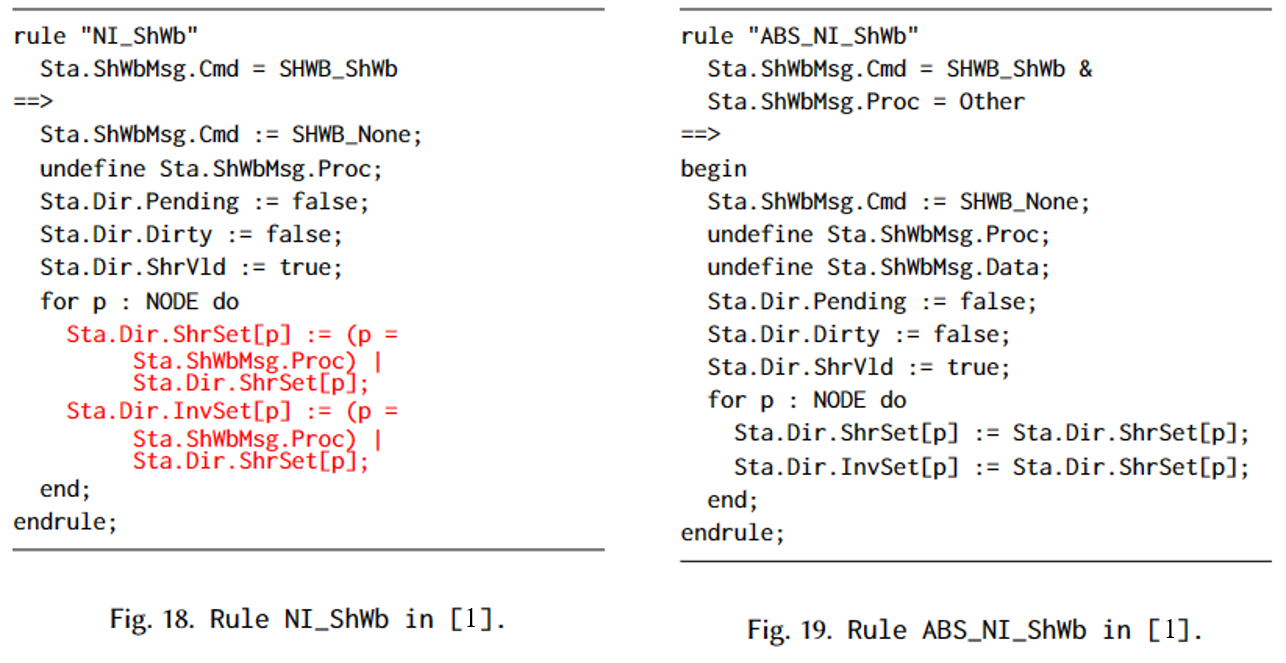 rule "NI_ShWb"
  Sta.ShWbMsg.Cmd = SHWB_ShWb
==>
  Sta.ShWbMsg.Cmd := SHWB_None;
  undefine Sta.ShWbMsg.Proc;
  Sta.Dir.Pending := false;
  Sta.Dir.Dirty := false;
  Sta.Dir.ShrVld := true;
  for p : NODE do
    Sta.Dir.ShrSet[p] := (p =
         Sta.ShWbMsg.Proc) |
         Sta.Dir.ShrSet[p];
    Sta.Dir.InvSet[p] := (p =
         Sta.ShWbMsg.Proc) |
         Sta.Dir.ShrSet[p];
  end;
endrule;
Fig. 18. Rule NI_ShWb in [1].
rule "ABS_NI_ShWb"
  Sta.ShWbMsg.Cmd = SHWB_ShWb &
  Sta.ShWbMsg.Proc = Other
==>
begin
  Sta.ShWbMsg.Cmd := SHWB_None;
  undefine Sta.ShWbMsg.Proc;
  undefine Sta.ShWbMsg.Data;
  Sta.Dir.Pending := false;
  Sta.Dir.Dirty := false;
  Sta.Dir.ShrVld := true;
  for p : NODE do
    Sta.Dir.ShrSet[p] := Sta.Dir.ShrSet[p];
    Sta.Dir.InvSet[p] := Sta.Dir.ShrSet[p];
  end;
endrule;
Fig. 19. Rule ABS_NI_ShWb in [1].